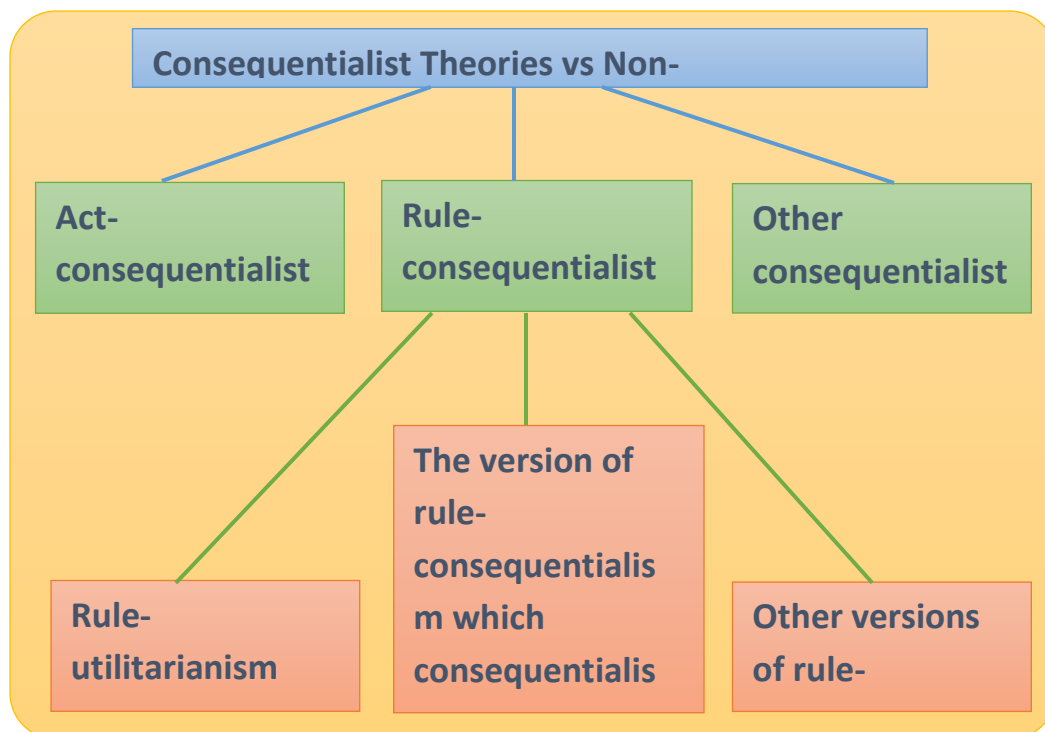 Consequentialist Theories vs Non-
Act-
consequentialist
Rule-
consequentialist
Other
consequentialist
The version of
rule-
consequentialis
m which
consequentialis
Rule-
utilitarianism
Other versions
of rule-